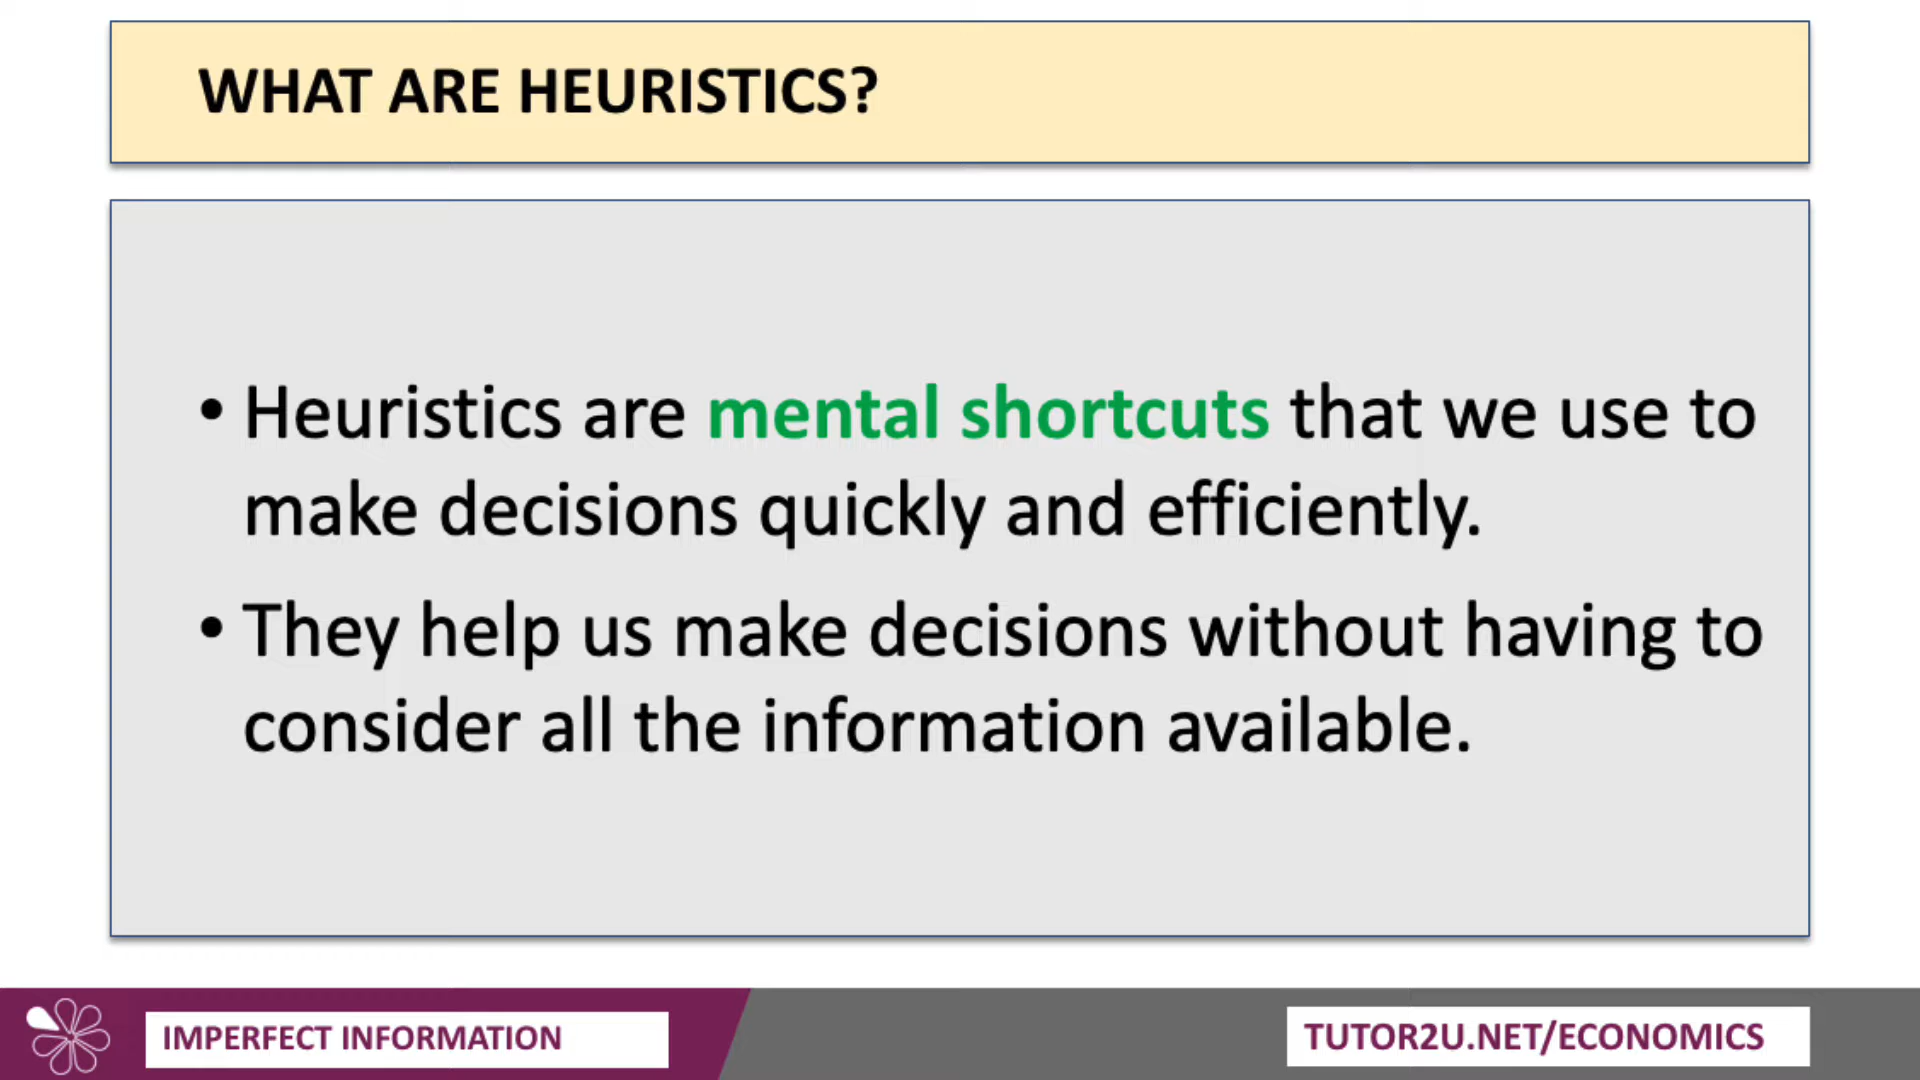 WHAT ARE HEURISTICS?
• Heuristics are mental shortcuts that we use to
make decisions quickly and efficiently.
• They help us make decisions without having to
consider all the information available.
IMPERFECT INFORMATION
TUTOR2U.NET/ECONOMICS